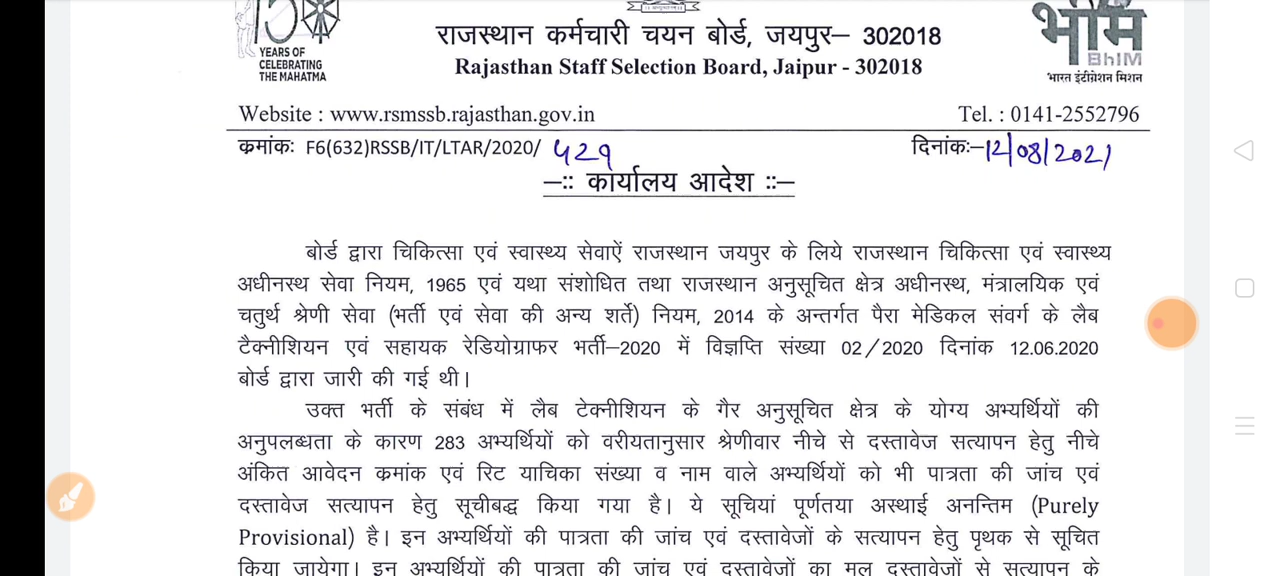 YEARS OF
CELEBRATING
THE MAHATMA
राजस्थान कर्मचारी चयन बोर्ड, जयपुर– 302018
Rajasthan Staff Selection Board, Jaipur - 302018
भीम
BHIM
भारत इंटीग्रेशन मिशन
Website : www.rsmssb.rajasthan.gov.in
Tel. : 0141-2552796
क्रमांकः F6(632)RSSB/IT/LTAR/2020/ 429
दिनांकः–12/08/2021
–:: कार्यालय आदेश ::–
बोर्ड द्वारा चिकित्सा एवं स्वास्थ्य सेवाऐं राजस्थान जयपुर के लिये राजस्थान चिकित्सा एवं स्वास्थ्य
अधीनस्थ सेवा नियम, 1965 एवं यथा संशोधित तथा राजस्थान अनुसूचित क्षेत्र अधीनस्थ, मंत्रालयिक एवं
चतुर्थ श्रेणी सेवा (भर्ती एवं सेवा की अन्य शर्ते) नियम, 2014 के अन्तर्गत पैरा मेडिकल संवर्ग के लैब
टैक्नीशियन एवं सहायक रेडियोग्राफर भर्ती–2020 में विज्ञप्ति संख्या 02/2020 दिनांक 12.06.2020
बोर्ड द्वारा जारी की गई थी।
उक्त भर्ती के संबंध में लैब टेक्नीशियन के गैर अनुसूचित क्षेत्र के योग्य अभ्यर्थियों की
अनुपलब्धता के कारण 283 अभ्यर्थियों को वरीयतानुसार श्रेणीवार नीचे से दस्तावेज सत्यापन हेतु नीचे
अंकित आवेदन क्रमांक एवं रिट याचिका संख्या व नाम वाले अभ्यर्थियों को भी पात्रता की जांच एवं
दस्तावेज सत्यापन हेतु सूचीबद्ध किया गया है। ये सूचियां पूर्णतया अस्थाई अनन्तिम (Purely
Provisional) है। इन अभ्यर्थियों की पात्रता की जांच एवं दस्तावेजों के सत्यापन हेतु पृथक से सूचित
किया जायेगा। इन अभ्यर्थियों की पात्रता की जांच एवं दस्तावेजों का मूल दस्तावेजों से सत्यापन के